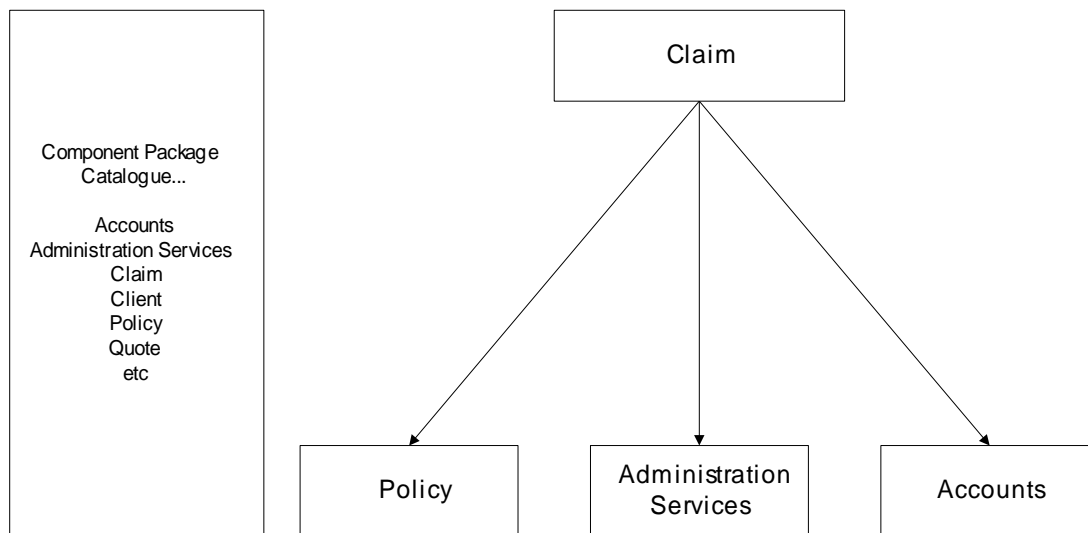 Component Package
Catalogue...
Accounts
Administration Services
Claim
Client
Policy
Quote
etc
Claim
Policy
Administration
Services
Accounts